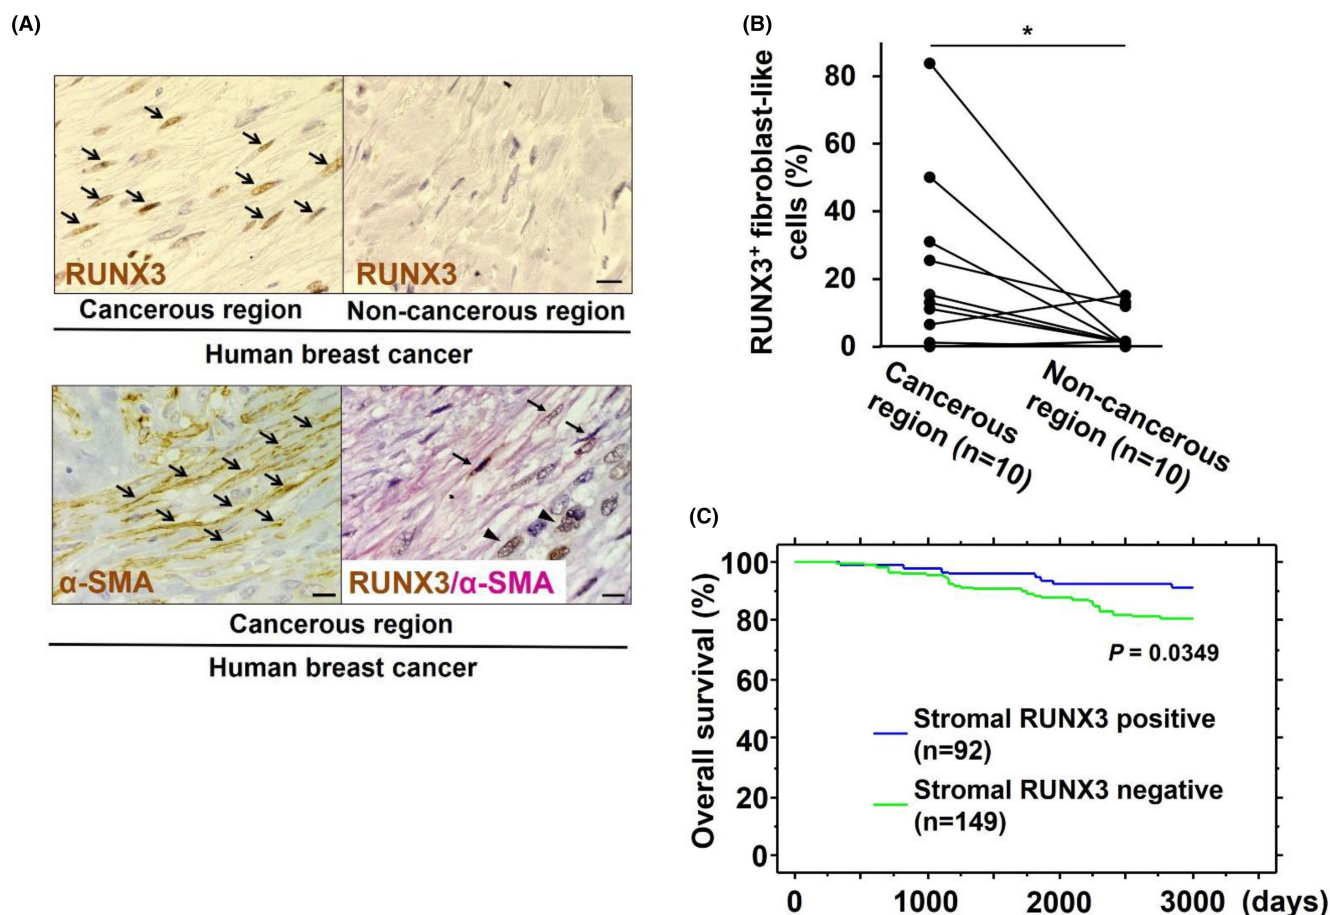 (A)
RUNX3
RUNX3
Cancerous region
Non-cancerous region
Human breast cancer
α-SMA
RUNX3/α-SMA
Cancerous region
Human breast cancer
(B)
*
RUNX3+ fibroblast-like
cells (%)
80
60
40
20
0
Cancerous
region (n=10)
Non-cancerous
region (n=10)
(C)
Overall survival (%)
100
80
60
40
20
0
P = 0.0349
Stromal RUNX3 positive
(n=92)
Stromal RUNX3 negative
(n=149)
0 1000 2000 3000 (days)